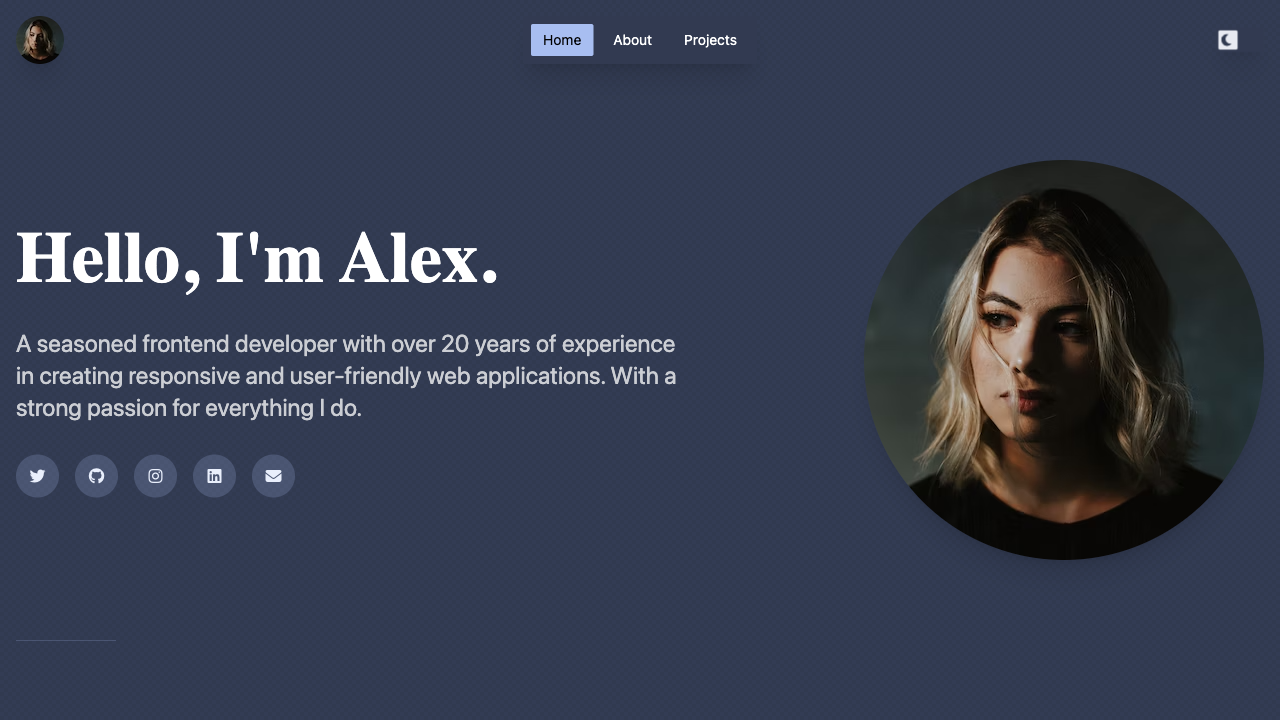 Home
About
Projects
Hello, I'm Alex.
A seasoned frontend developer with over 20 years of experience
in creating responsive and user-friendly web applications. With a
strong passion for everything I do.